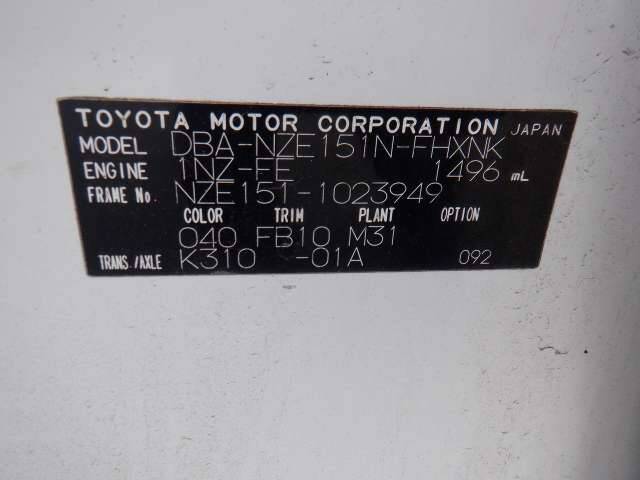 TOYOTA MOTOR CORPORATION JAPAN
MODEL DBA-NZE151N-FHXNK
ENGINE 1NZ-FE 1496 mL
FRAME No. NZE151-1023949
COLOR TRIM PLANT OPTION
040 FB10 M31
TRANS./AXLE K310 -01A 092